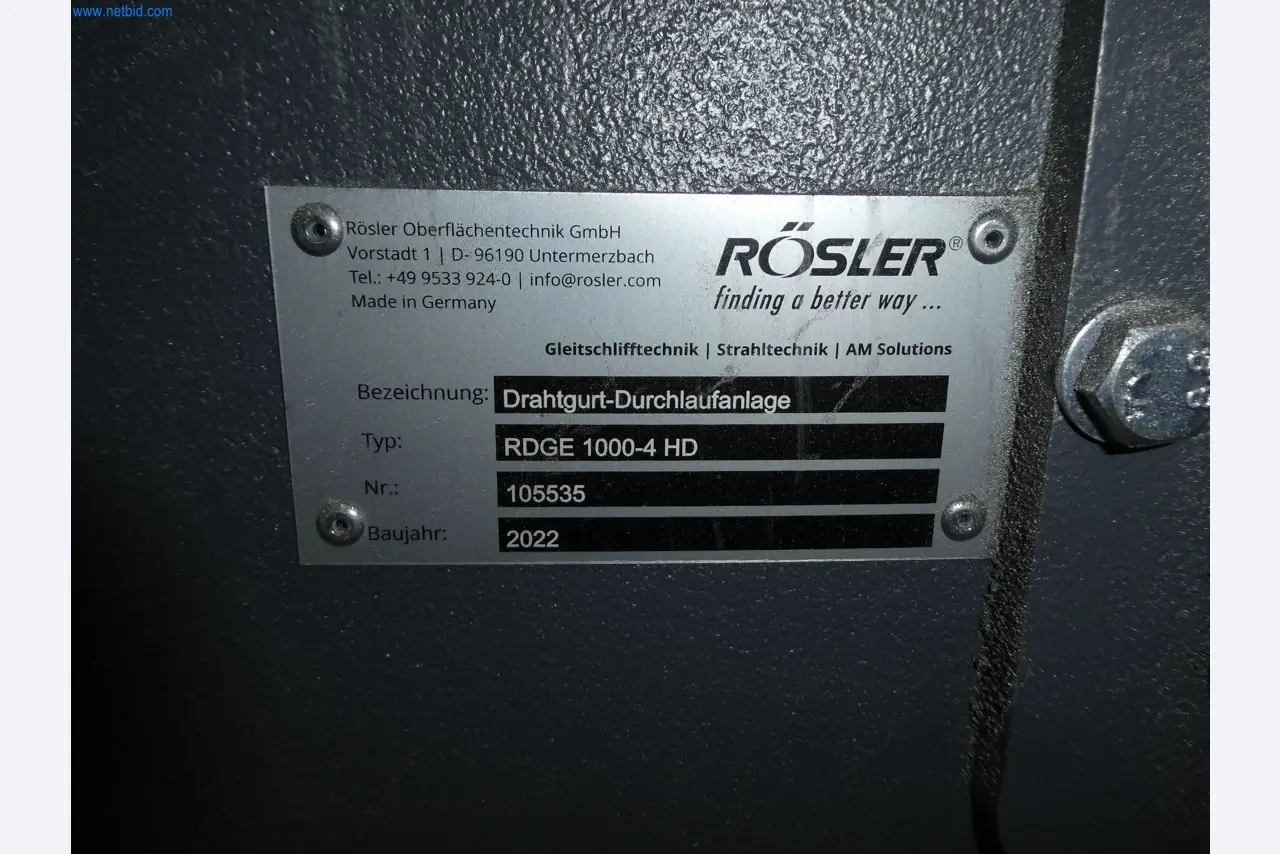 www.netbid.com
Rösler Oberflächentechnik GmbH
Vorstadt 1 | D- 96190 Untermerzbach
Tel.: +49 9533 924-0 | info@rosler.com
Made in Germany
RÖSLER®
finding a better way ...
Gleitschlifftechnik | Strahltechnik | AM Solutions
Bezeichnung: Drahtgurt-Durchlaufanlage
Typ: RDGE 1000-4 HD
Nr.: 105535
Baujahr: 2022